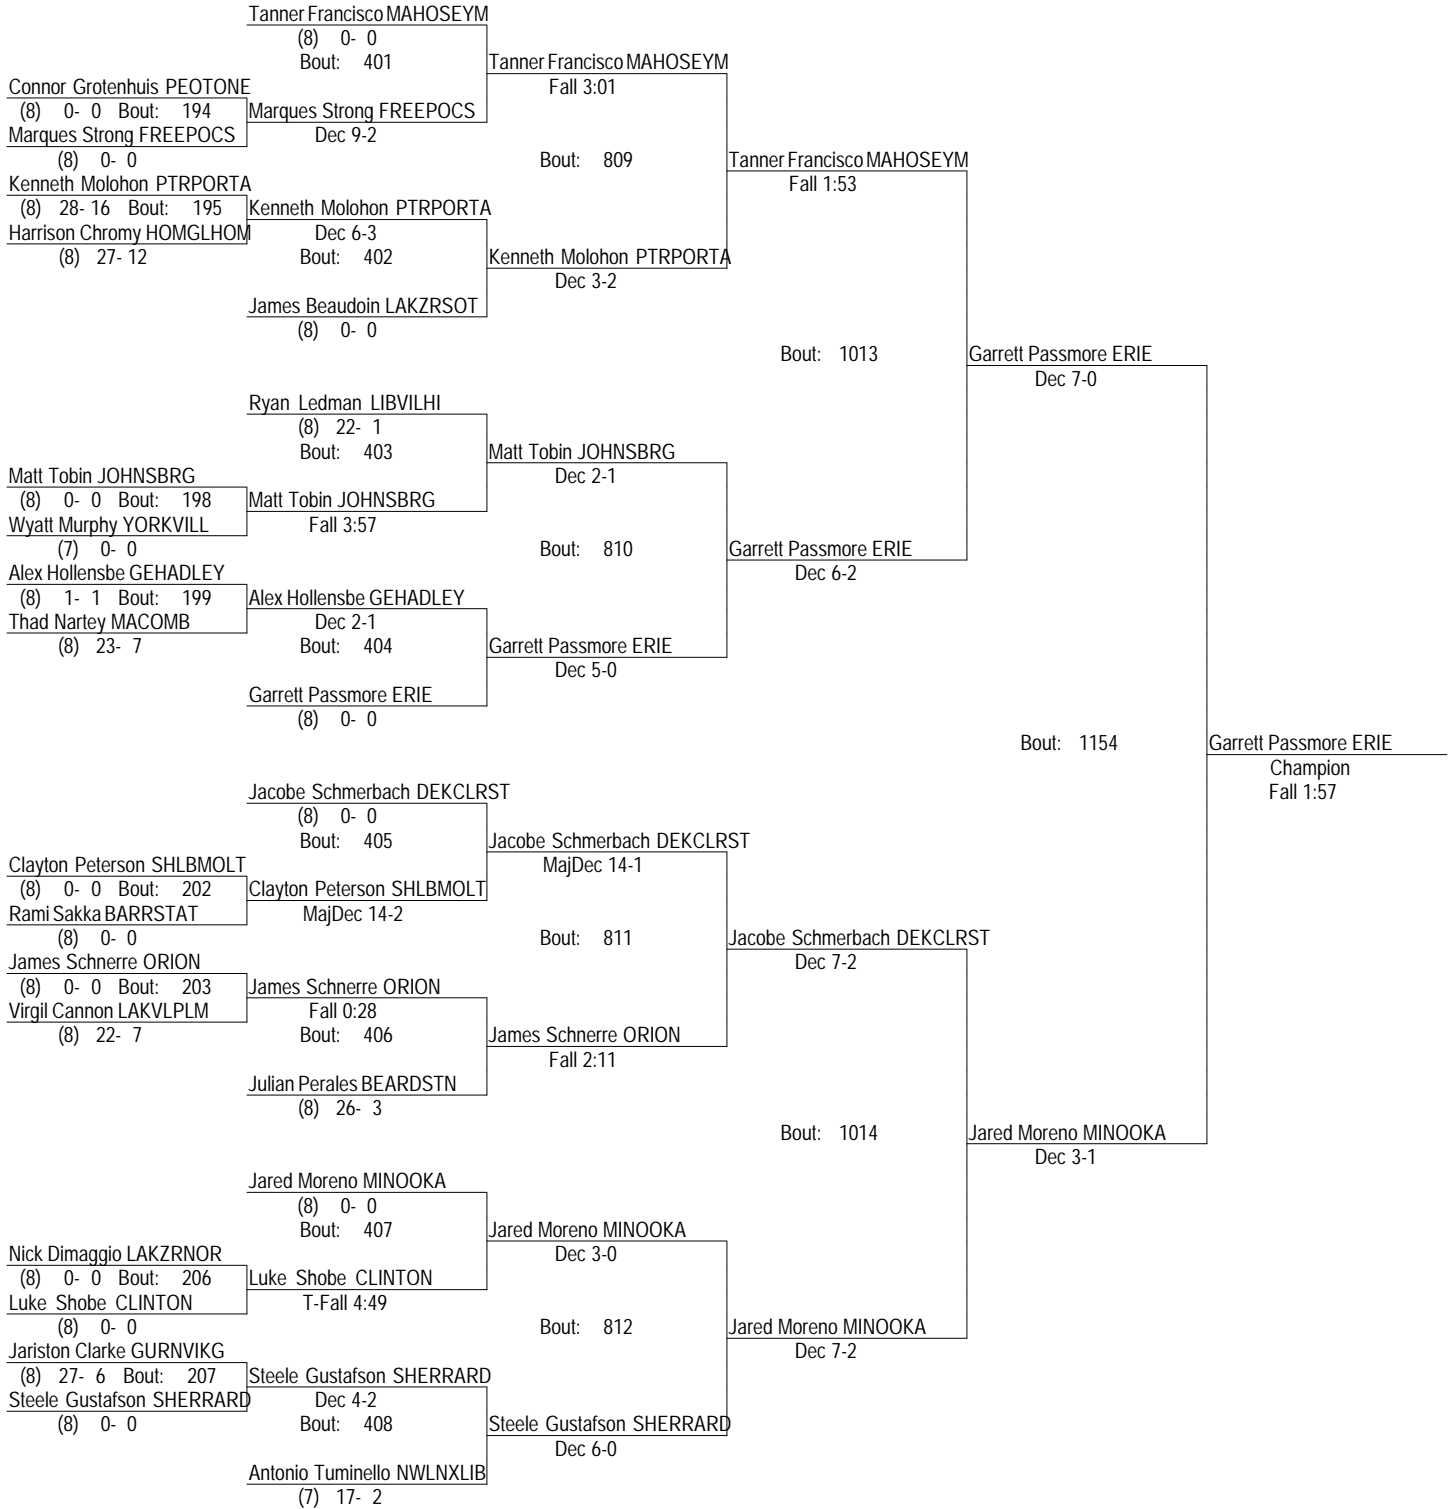 Tanner Francisco MAHOSEYM
(8) 0- 0
Bout: 401
Tanner Francisco MAHOSEYM
Fall 3:01
Connor Grotenhuis PEOTONE
(8) 0- 0 Bout: 194
Marques Strong FREEPOCS
Marques Strong FREEPOCS
Dec 9-2
(8) 0- 0
Bout: 809
Tanner Francisco MAHOSEYM
Fall 1:53
Kenneth Molohon PTRPORTA
(8) 28- 16 Bout: 195
Kenneth Molohon PTRPORTA
Harrison Chromy HOMGLHOM
Dec 6-3
(8) 27- 12
Bout: 402
Kenneth Molohon PTRPORTA
Dec 3-2
James Beaudoin LAKZRSOT
(8) 0- 0
Bout: 1013
Garrett Passmore ERIE
Dec 7-0
Ryan Ledman LIBVILHI
(8) 22- 1
Bout: 403
Matt Tobin JOHNSBRG
Dec 2-1
Matt Tobin JOHNSBRG
(8) 0- 0 Bout: 198
Matt Tobin JOHNSBRG
Wyatt Murphy YORKVILL
Fall 3:57
(7) 0- 0
Bout: 810
Garrett Passmore ERIE
Dec 6-2
Alex Hollensbe GEHADLEY
(8) 1- 1 Bout: 199
Alex Hollensbe GEHADLEY
Thad Nartey MACOMB
Dec 2-1
(8) 23- 7
Bout: 404
Garrett Passmore ERIE
Dec 5-0
Garrett Passmore ERIE
(8) 0- 0
Bout: 1154
Garrett Passmore ERIE
Champion
Fall 1:57
Jacobe Schmerbach DEKCLRST
(8) 0- 0
Bout: 405
Jacobe Schmerbach DEKCLRST
MajDec 14-1
Clayton Peterson SHLBMOLT
(8) 0- 0 Bout: 202
Clayton Peterson SHLBMOLT
Rami Sakka BARRSTAT
MajDec 14-2
(8) 0- 0
Bout: 811
Jacobe Schmerbach DEKCLRST
Dec 7-2
James Schnerre ORION
(8) 0- 0 Bout: 203
James Schnerre ORION
Virgil Cannon LAKVLPLM
Fall 0:28
(8) 22- 7
Bout: 406
James Schnerre ORION
Fall 2:11
Julian Perales BEARDSTN
(8) 26- 3
Bout: 1014
Jared Moreno MINOOKA
Dec 3-1
Jared Moreno MINOOKA
(8) 0- 0
Bout: 407
Jared Moreno MINOOKA
Dec 3-0
Nick Dimaggio LAKZRNOR
(8) 0- 0 Bout: 206
Luke Shobe CLINTON
Luke Shobe CLINTON
T-Fall 4:49
(8) 0- 0
Bout: 812
Jared Moreno MINOOKA
Dec 7-2
Jariston Clarke GURNVIKG
(8) 27- 6 Bout: 207
Steele Gustafson SHERRARD
Steele Gustafson SHERRARD
Dec 4-2
(8) 0- 0
Bout: 408
Steele Gustafson SHERRARD
Dec 6-0
Antonio Tuminello NWLNXLIB
(7) 17- 2